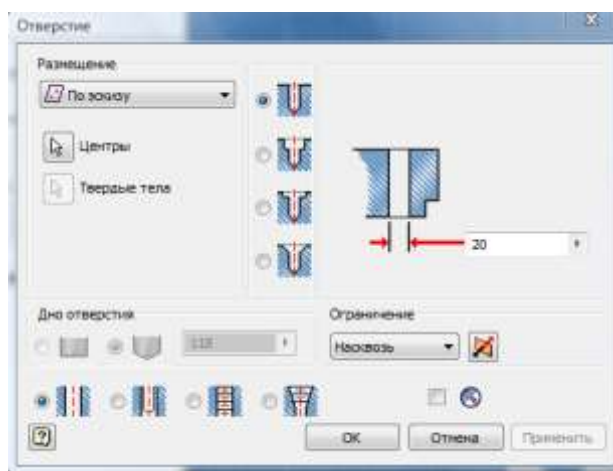 Отверстие
Размещение
По эскизу
Центры
Твердые тела
20
Дно отверстия
118
Ограничение
Насквозь
ОК
Отмена
Применить